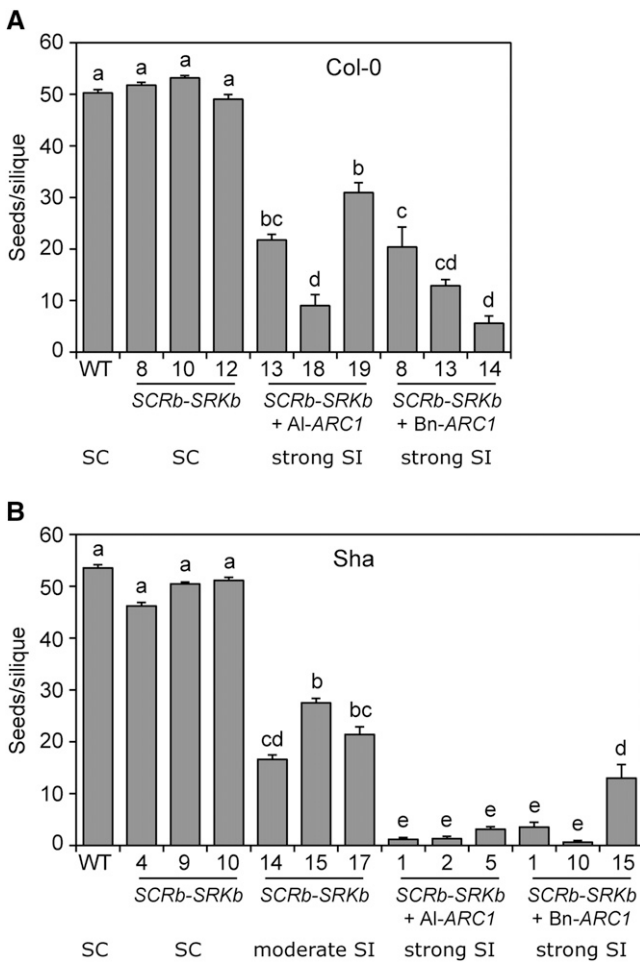 A
Col-0
Seeds/silique
60
50
40
30
20
10
0
a a a a bc d b c cd d
WT 8 10 12 13 18 19 8 13 14
SCRb-SRKb SCRb-SRKb SCRb-SRKb
+ Al-ARC1 + Bn-ARC1
SC SC strong SI strong SI
B
Sha
Seeds/silique
60
50
40
30
20
10
0
a a a a cd b bc e e e e e d
WT 4 9 10 14 15 17 1 2 5 1 10 15
SCRb-SRKb SCRb-SRKb SCRb-SRKb SCRb-SRKb
+ Al-ARC1 + Bn-ARC1
SC SC moderate SI strong SI strong SI